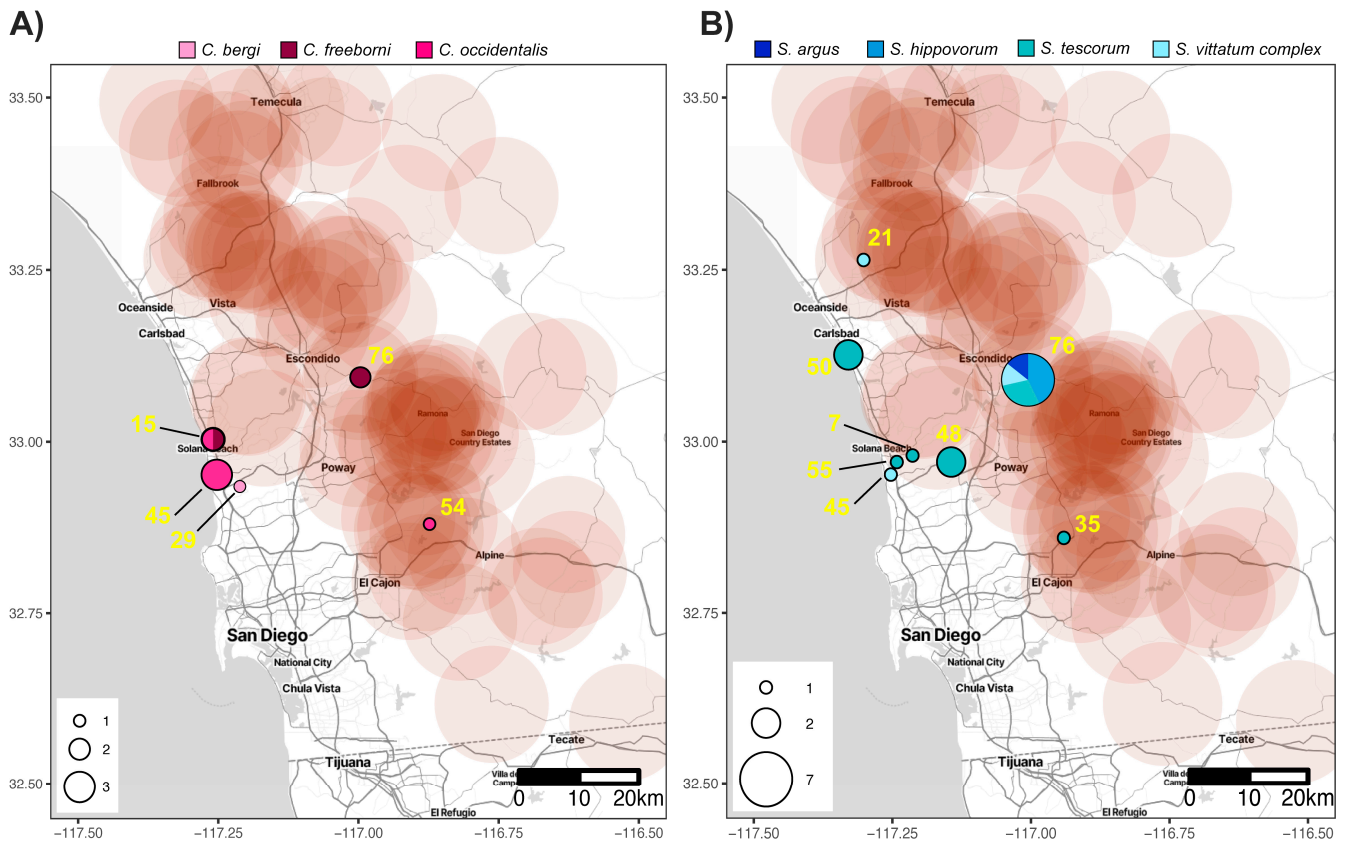 A)
C. bergi C. freeborni C. occidentalis
33.50
33.25
33.00
32.75
32.50
Temecula
Fallbrook
Oceanside
Vista
Carlsbad
Escondido
76
Ramona
San Diego
Country Estates
15
Solana Beach
Poway
45
29
54
Alpine
El Cajon
San Diego
National City
Chula Vista
Tecate
Tijuana
El Refugio
1
2
3
0 10 20km
−117.50 −117.25 −117.00 −116.75 −116.50
B)
S. argus S. hippovorum S. tescorum S. vittatum complex
33.50
33.25
33.00
32.75
32.50
Temecula
Fallbrook
21
Oceanside
Vista
Carlsbad
50
Escondido
76
Ramona
San Diego
Country Estates
7
48
Solana Beach
55
Poway
45
35
Alpine
El Cajon
San Diego
National City
Chula Vista
Tecate
Tijuana
El Refugio
1
2
7
0 10 20km
−117.50 −117.25 −117.00 −116.75 −116.50